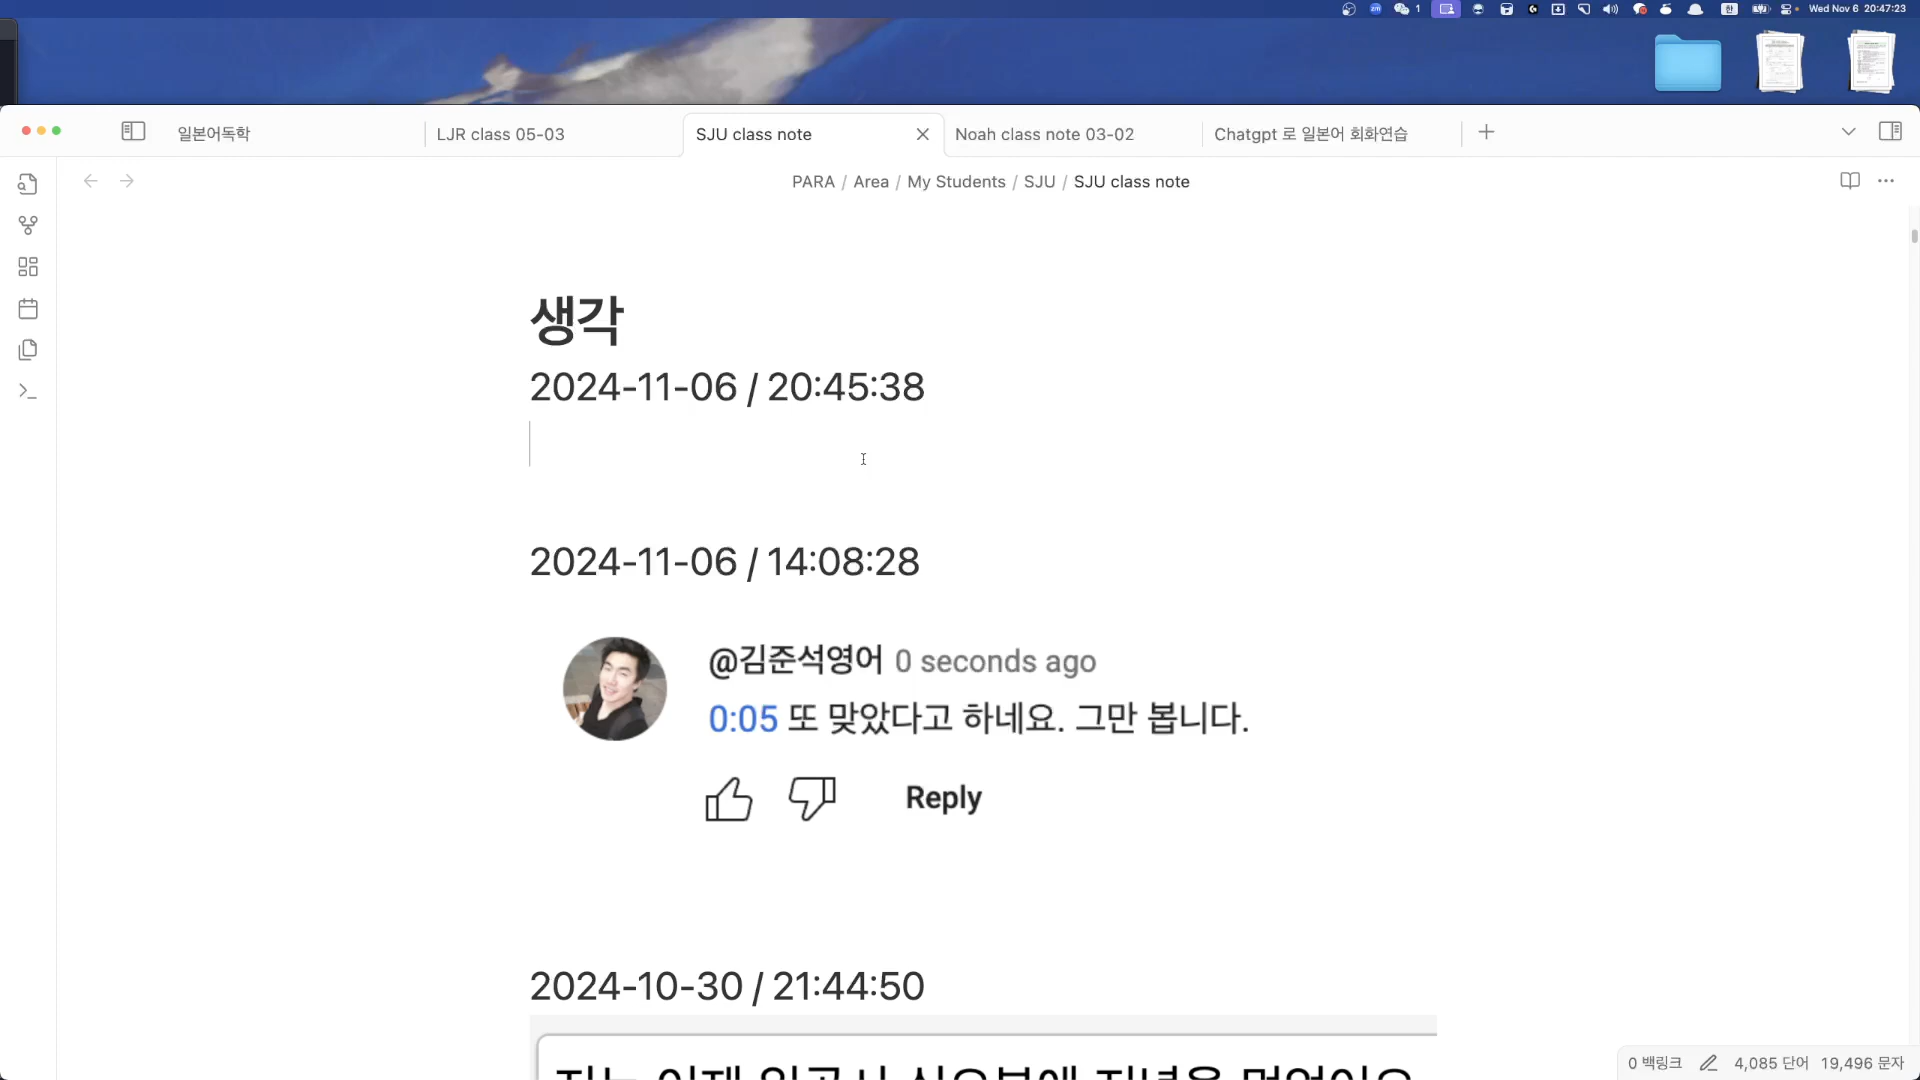 1
한
Wed Nov 6 20:47:23
일본어독학
LJR class 05-03
SJU class note
Noah class note 03-02
Chatgpt 로 일본어 회화연습
PARA / Area / My Students / SJU / SJU class note
생각
2024-11-06 / 20:45:38
2024-11-06 / 14:08:28
@김준석영어 0 seconds ago
0:05 또 맞았다고 하네요. 그만 봅니다.
Reply
2024-10-30 / 21:44:50
0 백링크 4,085 단어 19,496 문자